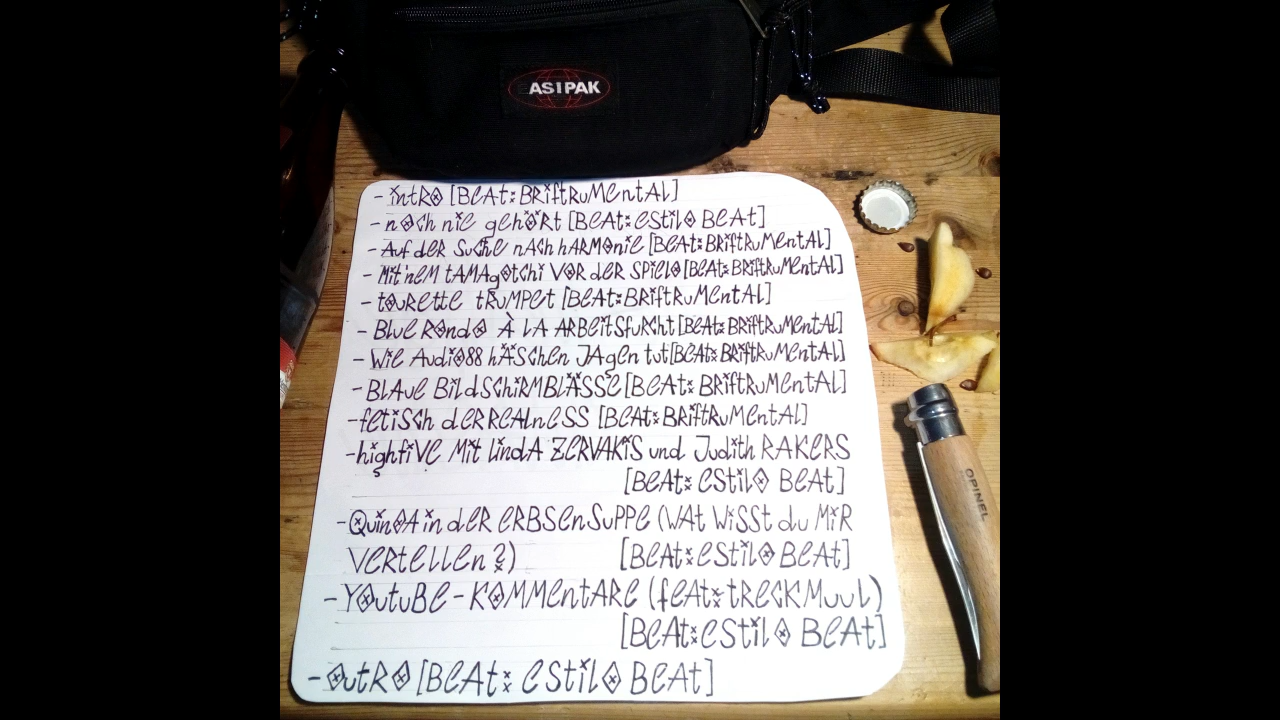 ASIPAK
- intro [Beat: Briftrumental]
- noch nie gehört [Beat: estilo Beat]
- Auf der Suche nach harmonie [Beat: Briftrumental]
- Mit'nem tamagotchi vor der Spielo [Beat: Briftrumental]
- tourette trumpet [Beat: Briftrumental]
- Blue Rondo À la Arbeitsfurcht [Beat: Briftrumental]
- Wie Audio88 häschen Jagen tut [Beat: Briftrumental]
- Blaue Bildschirmblässe [Beat: Briftrumental]
- fetisch der Realness [Beat: Briftrumental]
- highfive Mit linda Zervakis und Judith Rakers
[Beat: estilo Beat]
- Quinoa in der erbsensuppe (wat wisst du mir
vertellen?) [Beat: estilo Beat]
- Youtube - Kommentare (feat: treckmuul)
[Beat: estilo Beat]
- outro [Beat: estilo Beat]
OPINEL